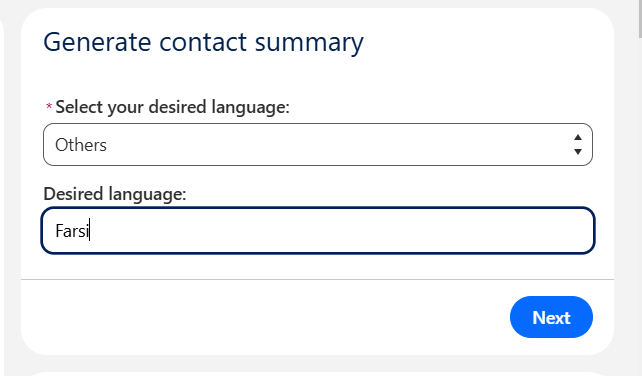 Generate contact summary
* Select your desired language:
Others
Desired language:
Farsi
Next